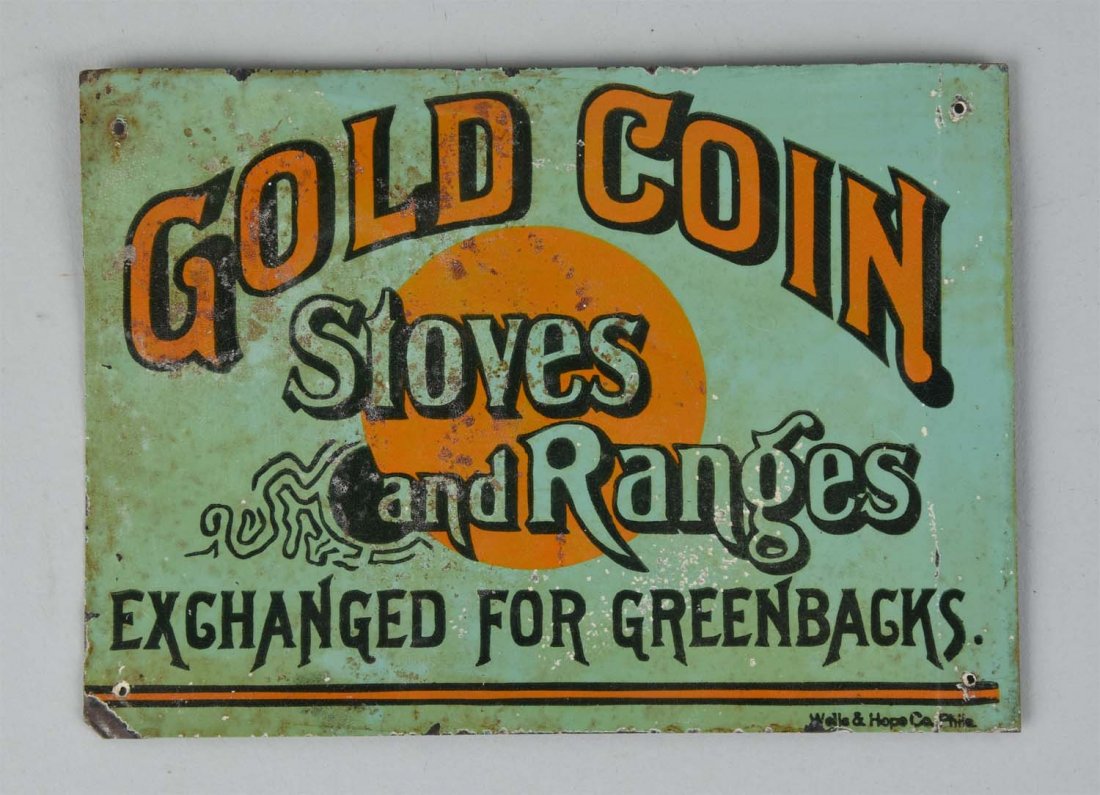 GOLD COIN
Stoves
and Ranges
EXCHANGED FOR GREENBACKS.
Wells & Hope Co. Phila.